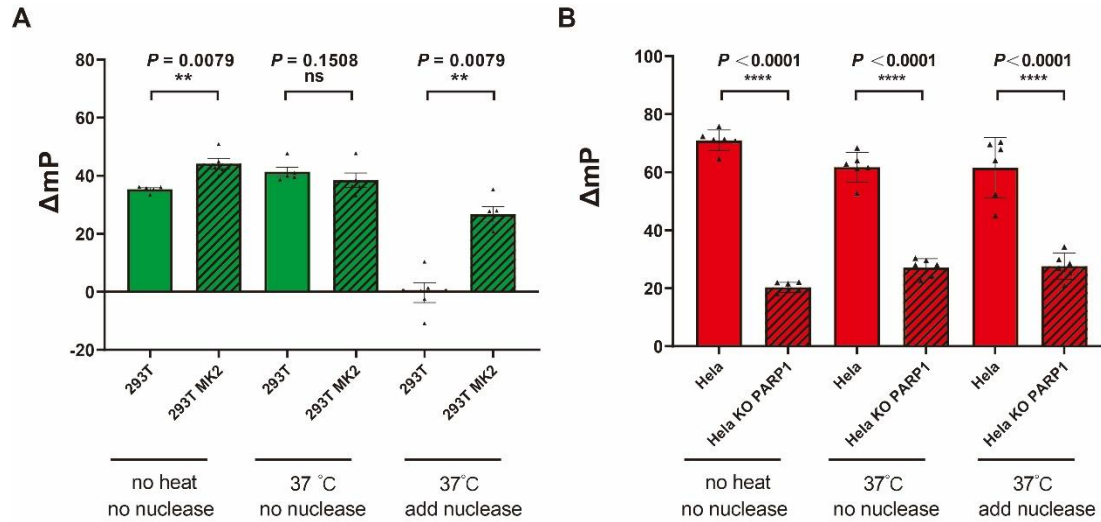 A
P = 0.0079
**
P = 0.1508
ns
P = 0.0079
**
ΔmP
80
60
40
20
0
-20
293T
293T MK2
293T
293T MK2
293T
293T MK2
no heat
no nuclease
37 °C
no nuclease
37°C
add nuclease
B
P <0.0001
****
P <0.0001
****
P <0.0001
****
ΔmP
100
80
60
40
20
0
Hela
Hela KO PARP1
Hela
Hela KO PARP1
Hela
Hela KO PARP1
no heat
no nuclease
37°C
no nuclease
37°C
add nuclease